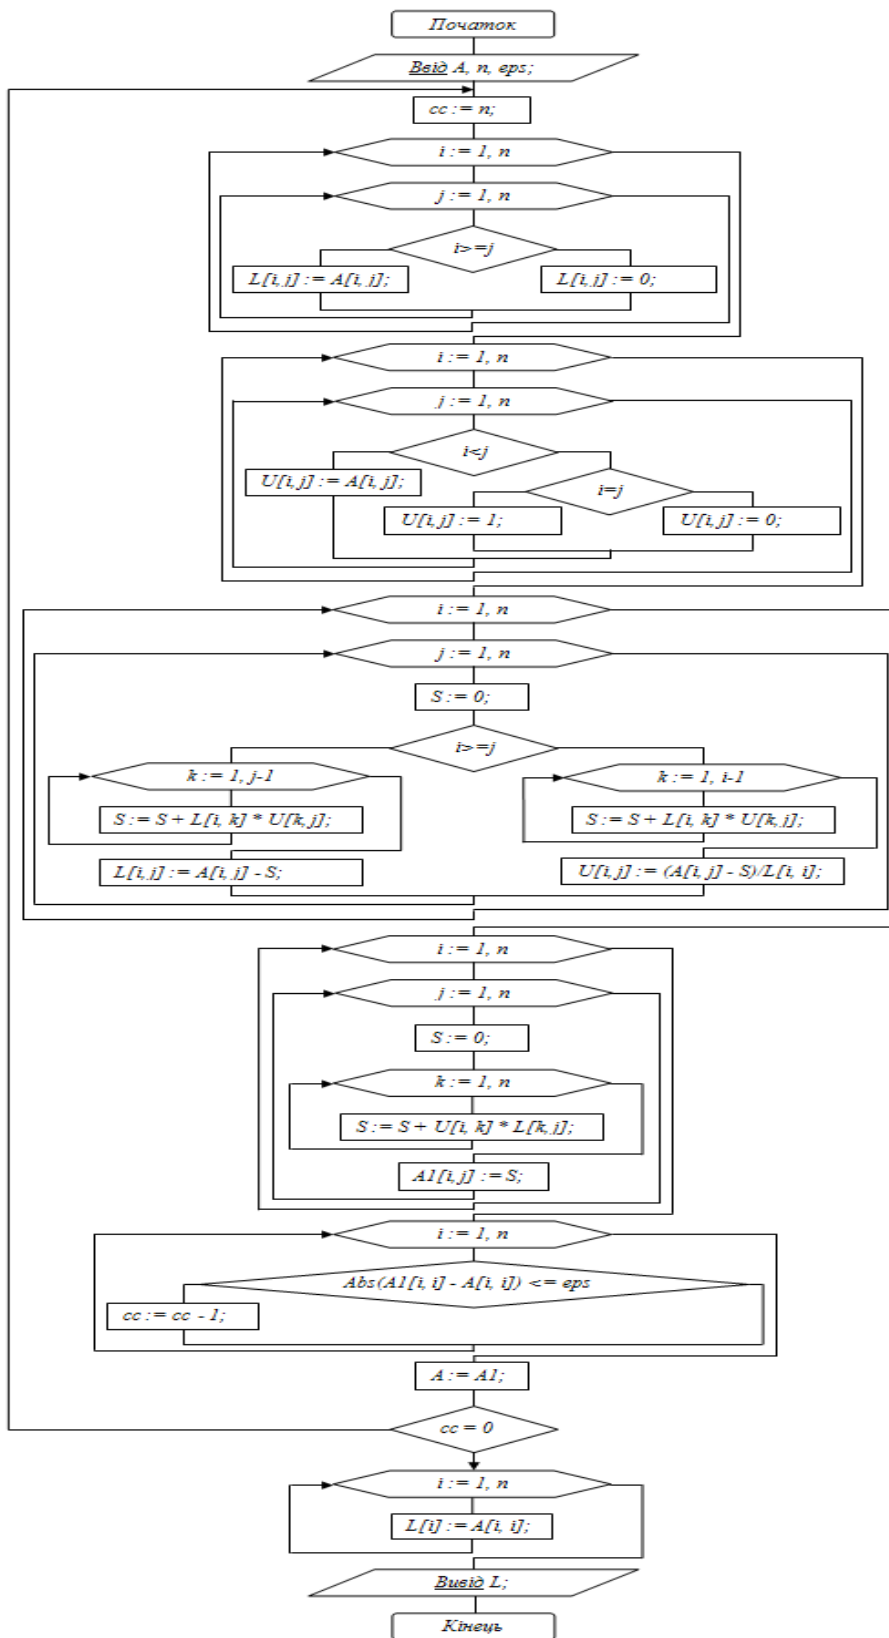 Початок
Ввід A, n, eps;
cc := n;
i := 1, n
j := 1, n
i>=j
L[i, j] := A[i, j];
L[i, j] := 0;
i := 1, n
j := 1, n
i<j
U[i, j] := A[i, j];
i=j
U[i, j] := 1;
U[i, j] := 0;
i := 1, n
j := 1, n
S := 0;
i>=j
k := 1, j-1
k := 1, i-1
S := S + L[i, k] * U[k, j];
S := S + L[i, k] * U[k, j];
L[i, j] := A[i, j] - S;
U[i, j] := (A[i, j] - S)/L[i, i];
i := 1, n
j := 1, n
S := 0;
k := 1, n
S := S + U[i, k] * L[k, j];
A1[i, j] := S;
i := 1, n
Abs(A1[i, i] - A[i, i]) <= eps
cc := cc - 1;
A := A1;
cc = 0
i := 1, n
L[i] := A[i, i];
Вивід L;
Кінець